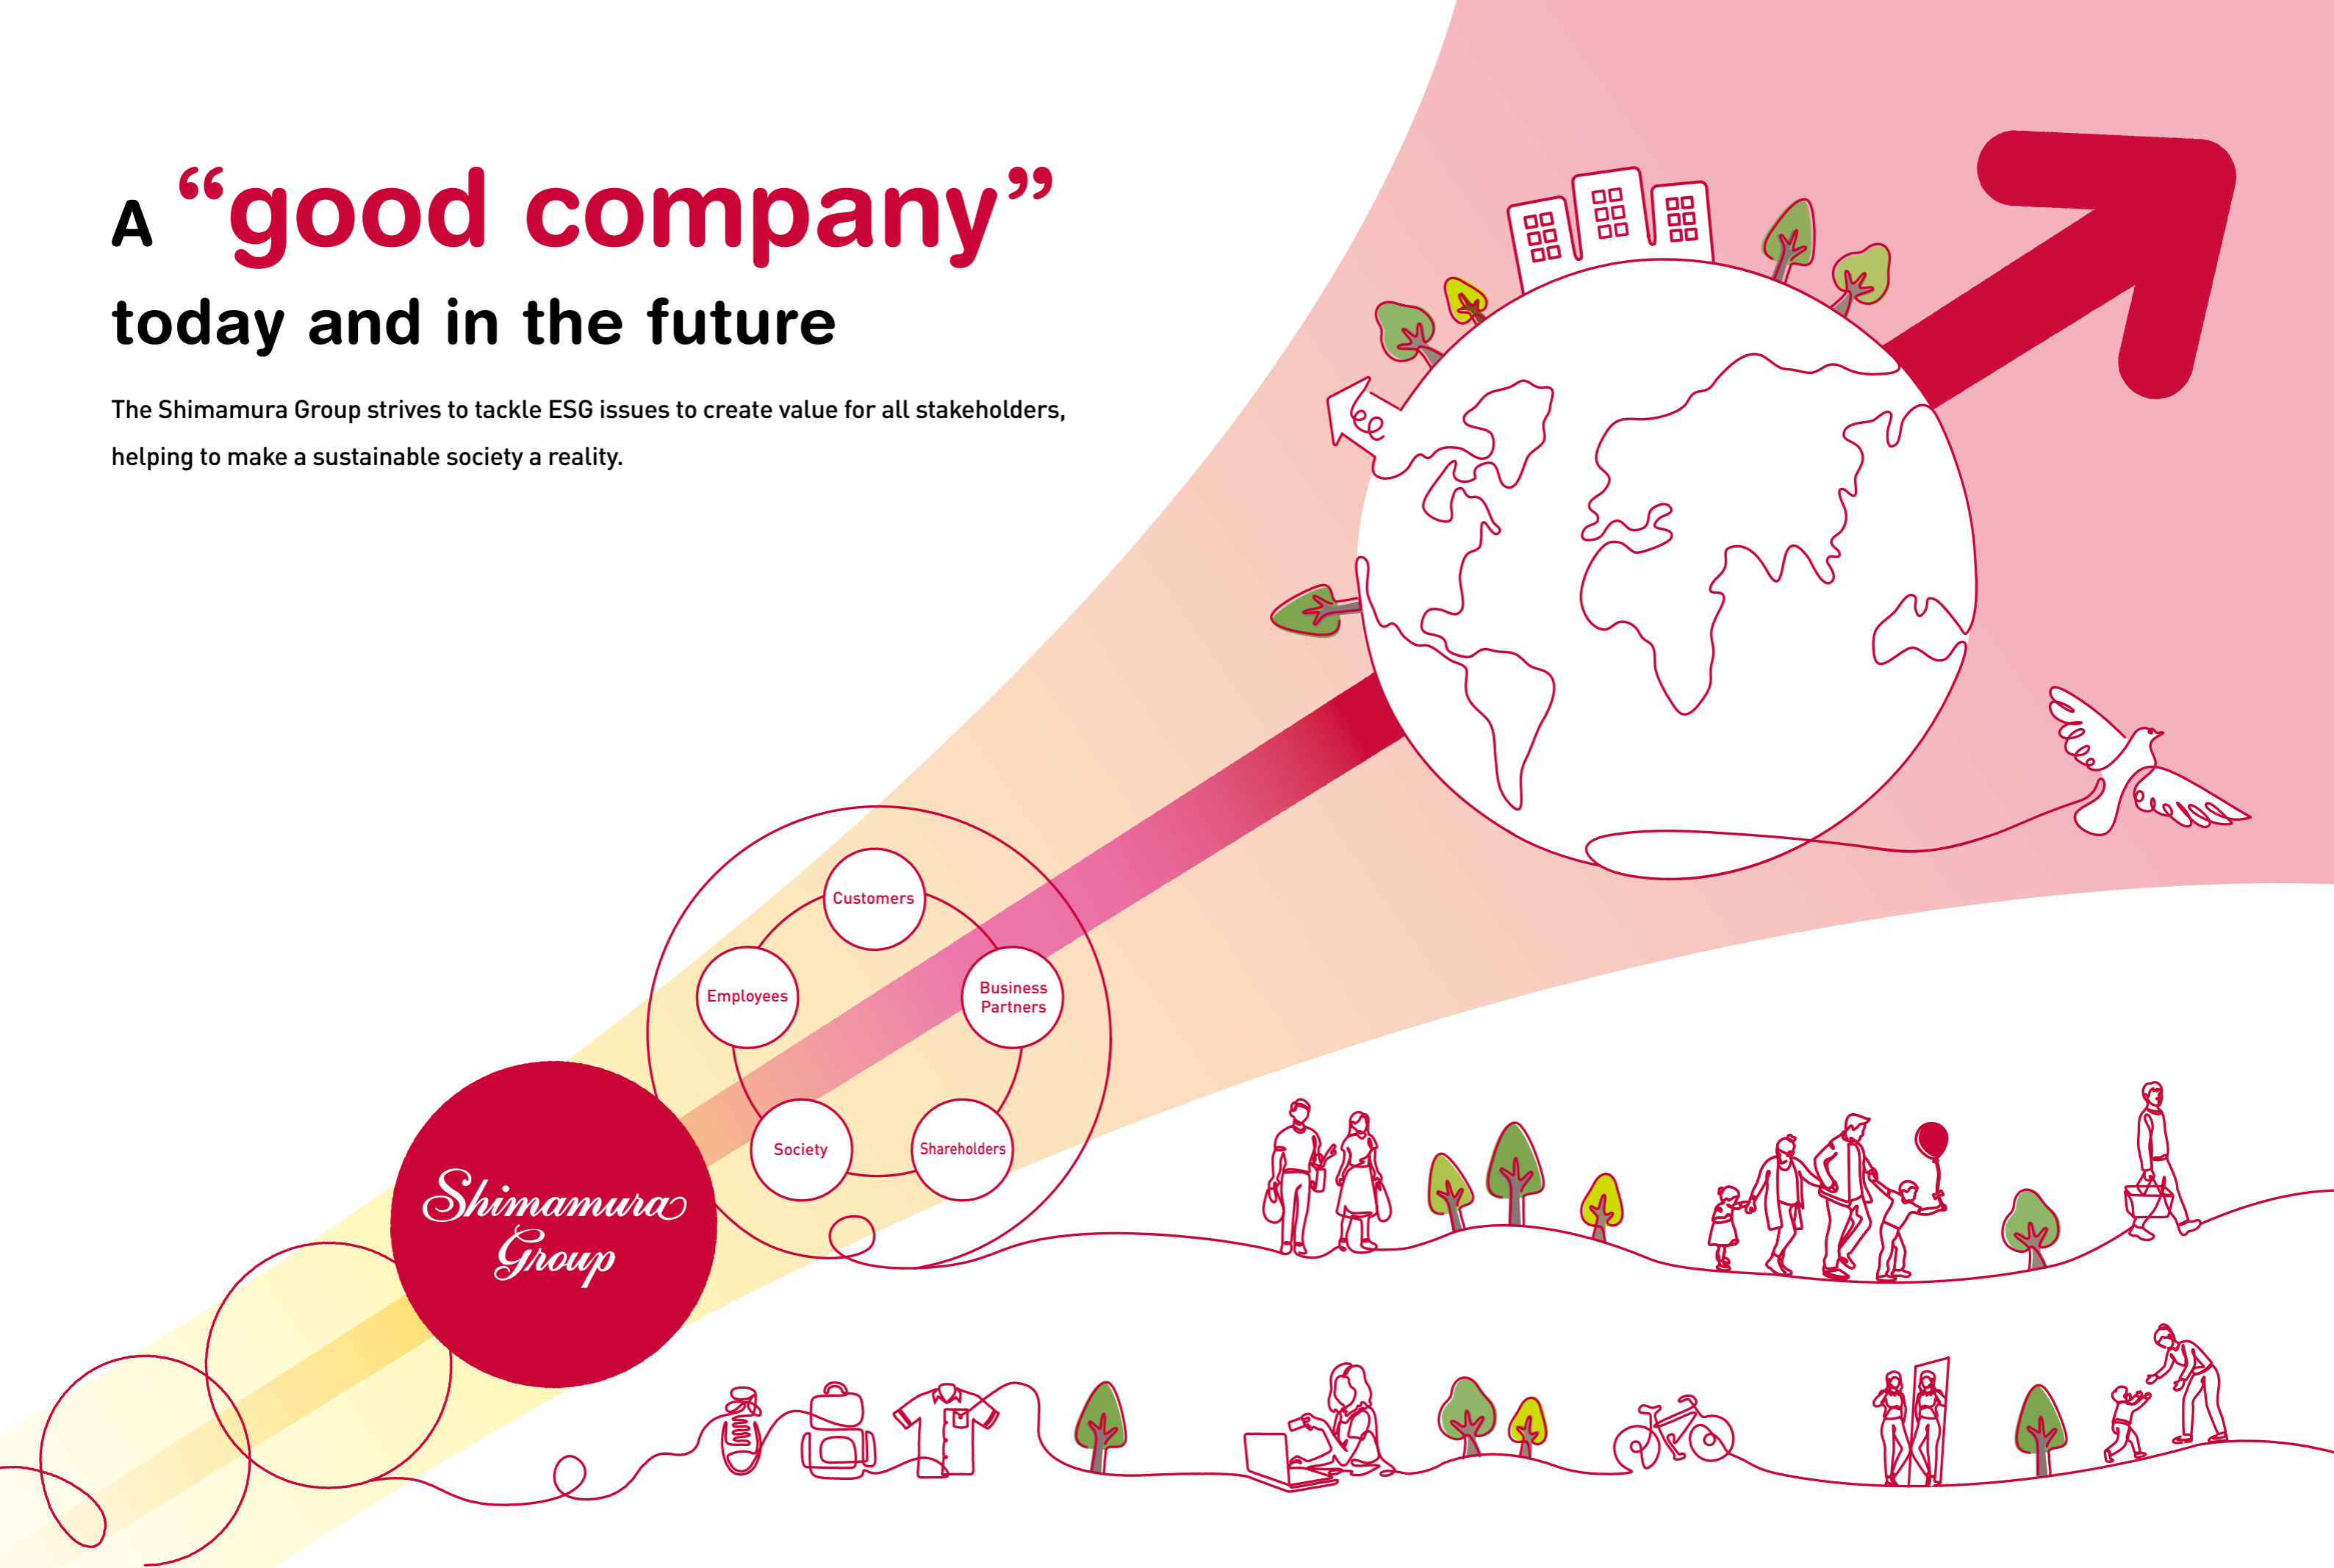 A “good company”
today and in the future
The Shimamura Group strives to tackle ESG issues to create value for all stakeholders,
helping to make a sustainable society a reality.
Customers
Employees
Business
Partners
Society
Shareholders
Shimamura
Group